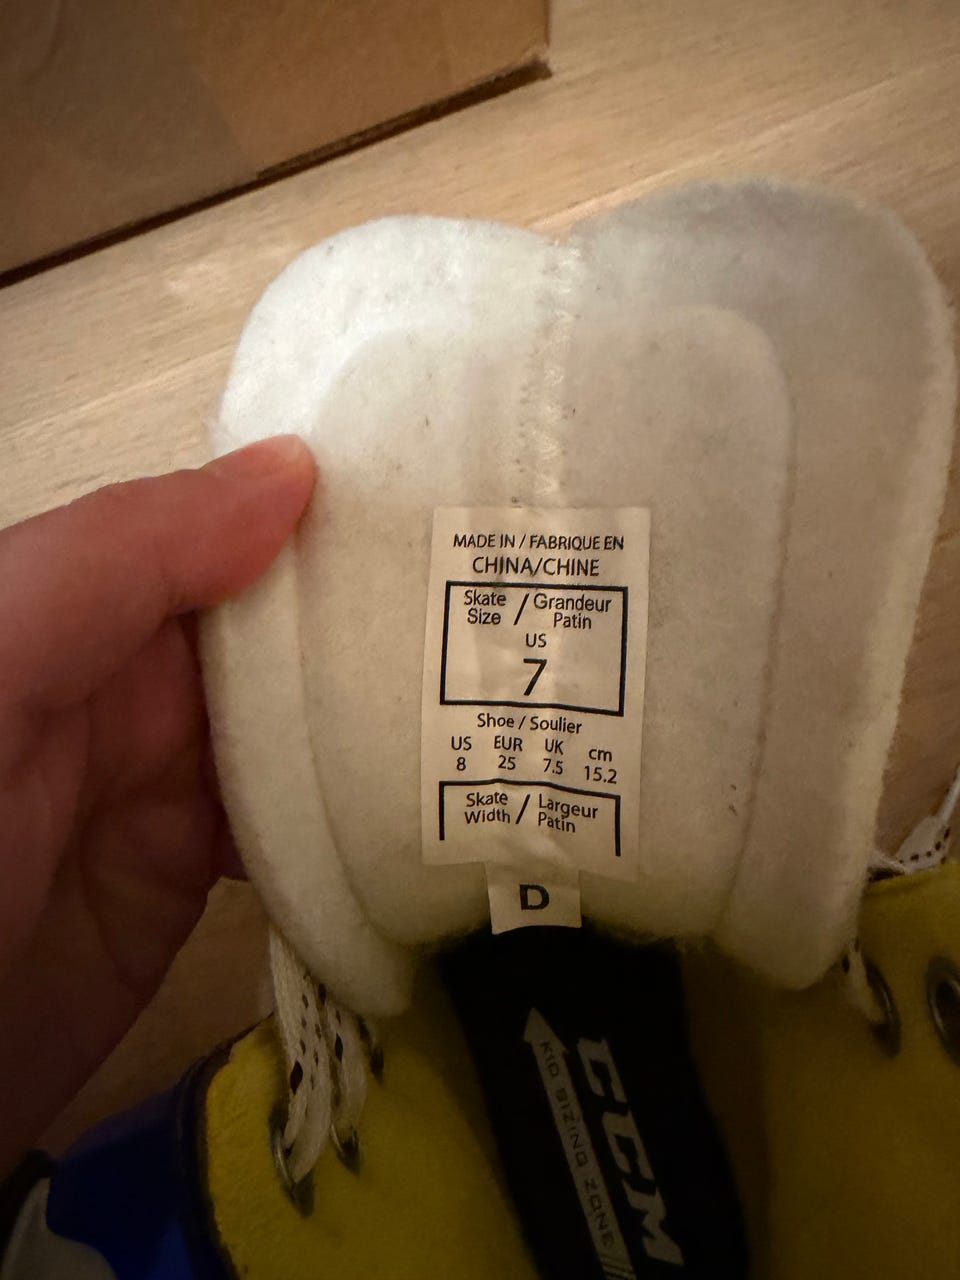 MADE IN / FABRIQUE EN
CHINA/CHINE
Skate Size / Grandeur Patin
US
7
Shoe / Soulier
US EUR UK cm
8 25 7.5 15.2
Skate Width / Largeur Patin
D
CCM
KID SIZING ZONE